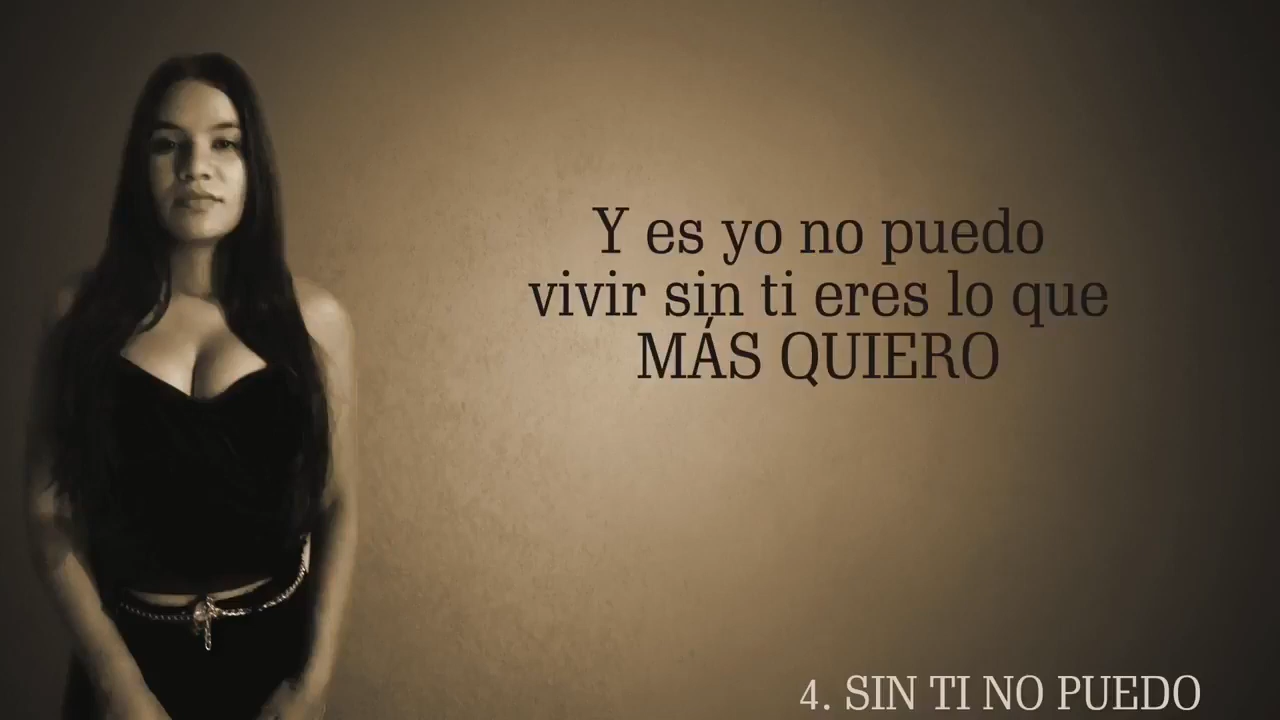 Y es yo no puedo
vivir sin ti eres lo que
MÁS QUIERO
4. SIN TI NO PUEDO